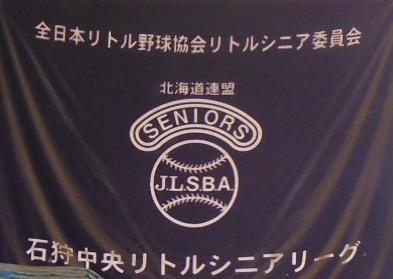 全日本リトル野球協会リトルシニア委員会
北海道連盟
SENIORS
J.L.S.B.A.
石狩中央リトルシニアリーグ